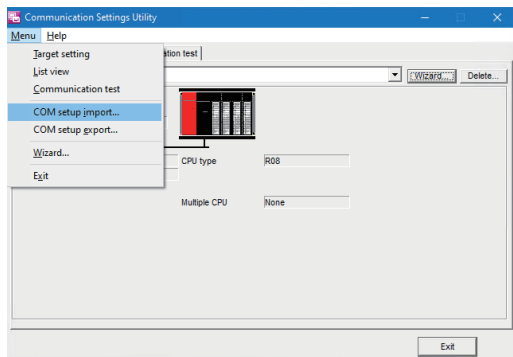 Communication Settings Utility
Menu Help
Target setting
List view
Communication test
COM setup import...
COM setup export...
Wizard...
Exit
ation test
Wizard... Delete...
CPU type R08
Multiple CPU None
Exit